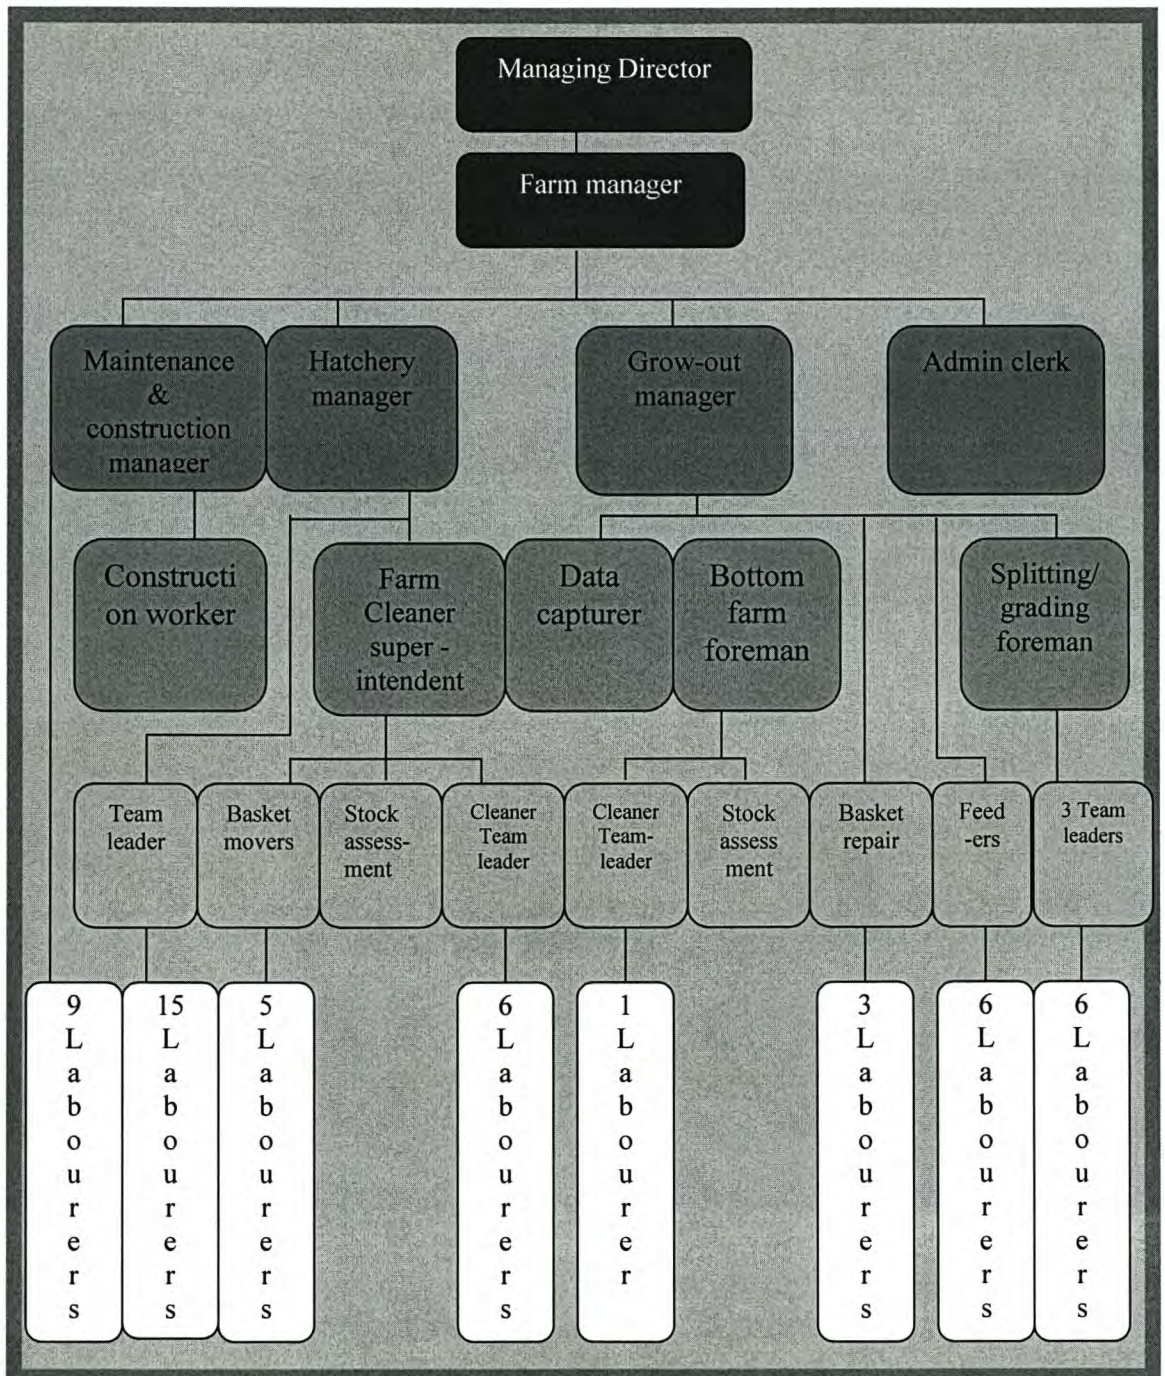 Managing Director
Farm manager
Maintenance
&
construction
manager
Hatchery
manager
Grow-out
manager
Admin clerk
Constructi
on worker
Farm
Cleaner
super -
intendent
Data
capturer
Bottom
farm
foreman
Splitting/
grading
foreman
Team
leader
Basket
movers
Stock
assess-
ment
Cleaner
Team
leader
Cleaner
Team-
leader
Stock
assess
ment
Basket
repair
Feed
-ers
3 Team
leaders
9
L
a
b
o
u
r
e
r
s
15
L
a
b
o
u
r
e
r
s
5
L
a
b
o
u
r
e
r
s
6
L
a
b
o
u
r
e
r
s
1
L
a
b
o
u
r
e
r
3
L
a
b
o
u
r
e
r
s
6
L
a
b
o
u
r
e
r
s
6
L
a
b
o
u
r
e
r
s